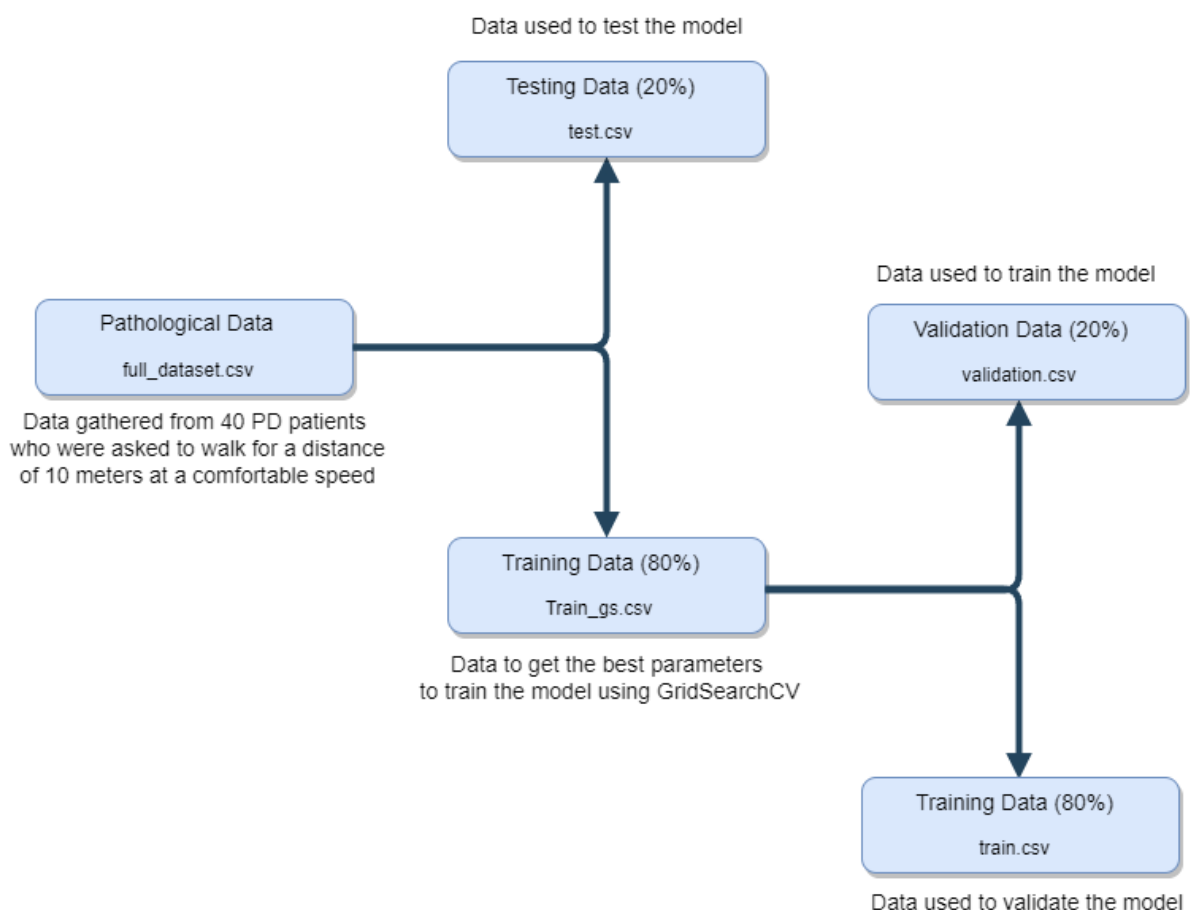 Data used to test the model
Testing Data (20%)
test.csv
Data used to train the model
Pathological Data
full_dataset.csv
Validation Data (20%)
validation.csv
Data gathered from 40 PD patients
who were asked to walk for a distance
of 10 meters at a comfortable speed
Training Data (80%)
Train_gs.csv
Data to get the best parameters
to train the model using GridSearchCV
Training Data (80%)
train.csv
Data used to validate the model